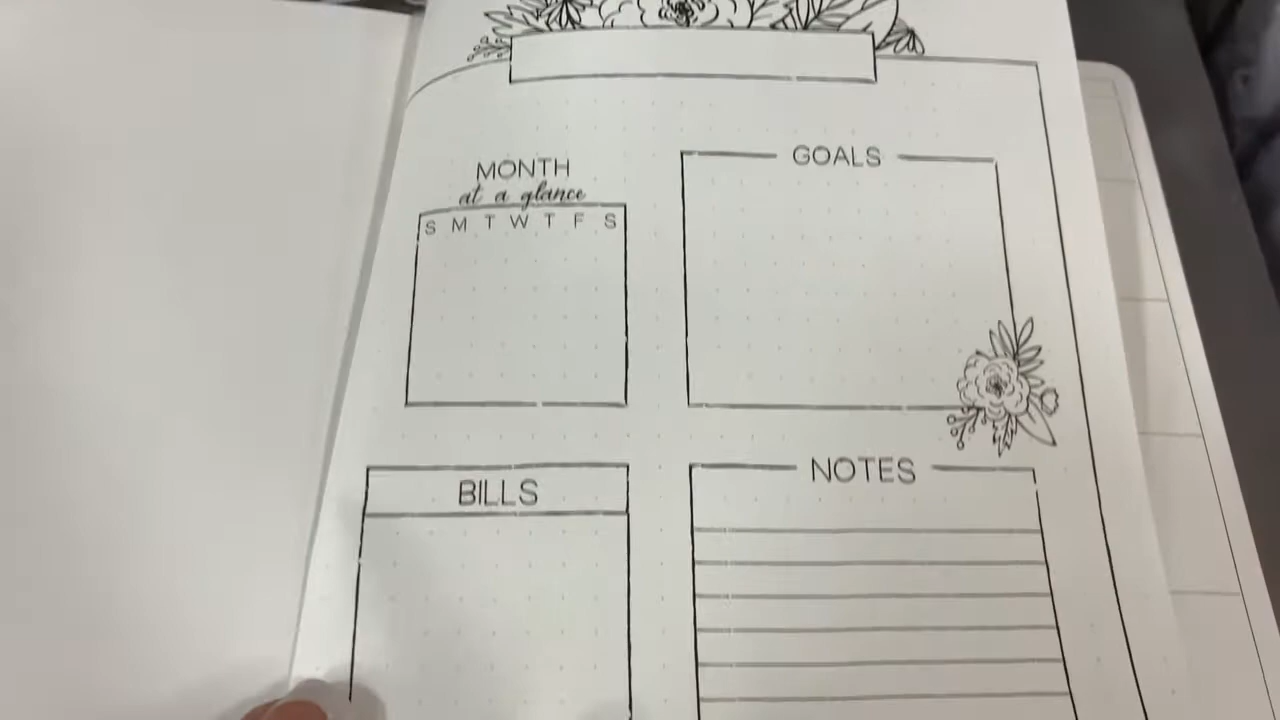 MONTH
at a glance
S M T W T F S
GOALS
BILLS
NOTES